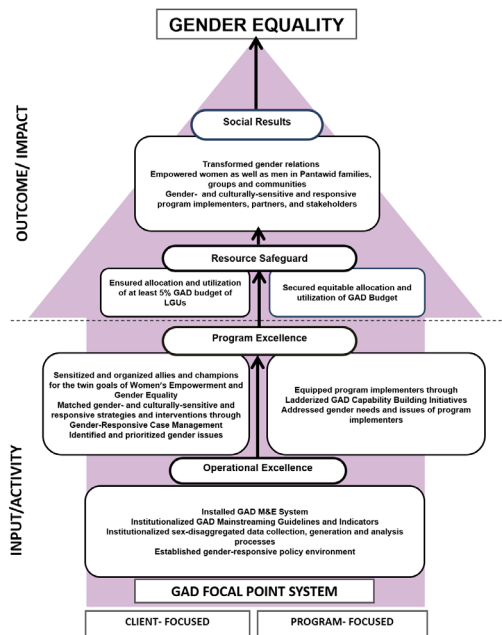 GENDER EQUALITY
OUTCOME/ IMPACT
Social Results
Transformed gender relations
Empowered women as well as men in Pantawid families,
groups and communities
Gender- and culturally-sensitive and responsive
program implementers, partners, and stakeholders
Resource Safeguard
Ensured allocation and utilization
of at least 5% GAD budget of
LGUs
Secured equitable allocation and
utilization of GAD Budget
INPUT/ACTIVITY
Program Excellence
Sensitized and organized allies and champions
for the twin goals of Women's Empowerment and
Gender Equality
Matched gender- and culturally-sensitive and
responsive strategies and interventions through
Gender-Responsive Case Management
Identified and prioritized gender issues
Equipped program implementers through
Ladderized GAD Capability Building Initiatives
Addressed gender needs and issues of program
implementers
Operational Excellence
Installed GAD M&E System
Institutionalized GAD Mainstreaming Guidelines and Indicators
Institutionalized sex-disaggregated data collection, generation and analysis
processes
Established gender-responsive policy environment
GAD FOCAL POINT SYSTEM
CLIENT- FOCUSED
PROGRAM- FOCUSED